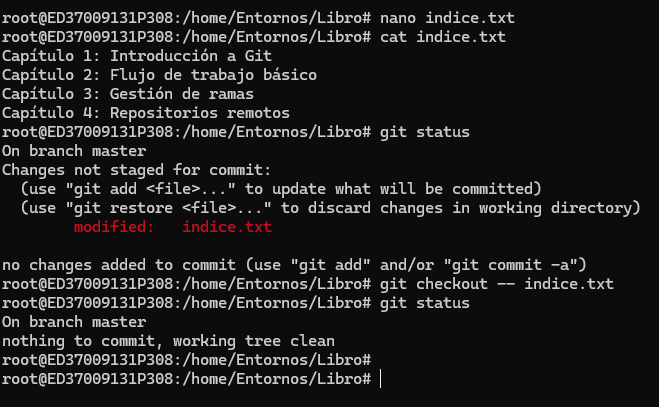 root@ED37009131P308:/home/Entornos/Libro# nano indice.txt
root@ED37009131P308:/home/Entornos/Libro# cat indice.txt
Capítulo 1: Introducción a Git
Capítulo 2: Flujo de trabajo básico
Capítulo 3: Gestión de ramas
Capítulo 4: Repositorios remotos
root@ED37009131P308:/home/Entornos/Libro# git status
On branch master
Changes not staged for commit:
  (use "git add <file>..." to update what will be committed)
  (use "git restore <file>..." to discard changes in working directory)
        modified:   indice.txt

no changes added to commit (use "git add" and/or "git commit -a")
root@ED37009131P308:/home/Entornos/Libro# git checkout -- indice.txt
root@ED37009131P308:/home/Entornos/Libro# git status
On branch master
nothing to commit, working tree clean
root@ED37009131P308:/home/Entornos/Libro#
root@ED37009131P308:/home/Entornos/Libro#